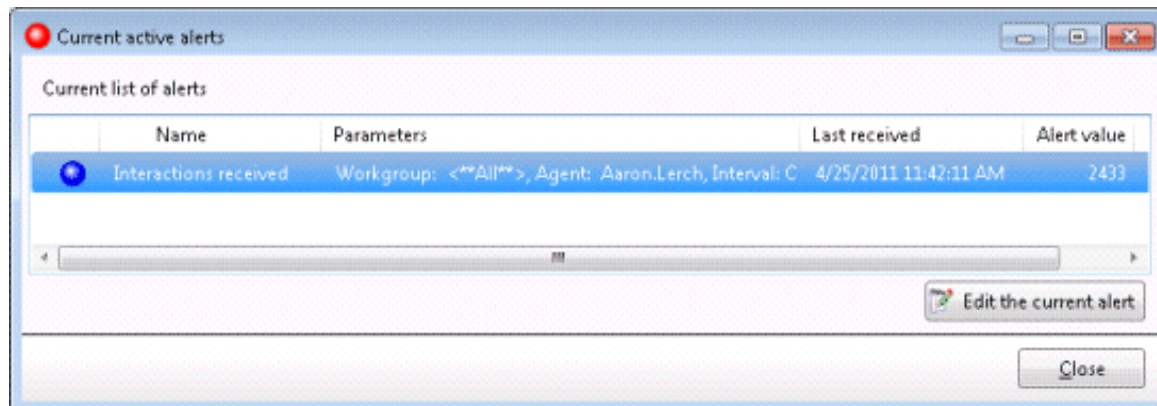 Current active alerts
Current list of alerts
Name Parameters Last received Alert value
Interactions received Workgroup: <**All**>, Agent: Aaron.Lerch, Interval: C 4/25/2011 11:42:11 AM 2433
Edit the current alert
Close